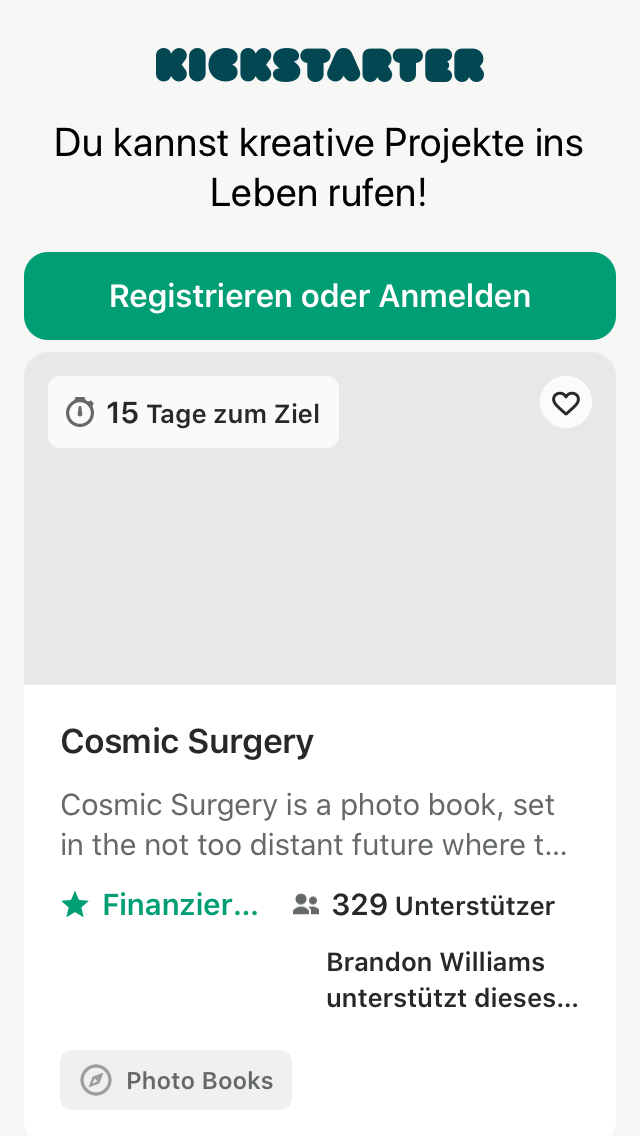 KICKSTARTER
Du kannst kreative Projekte ins
Leben rufen!
Registrieren oder Anmelden
15 Tage zum Ziel
Cosmic Surgery
Cosmic Surgery is a photo book, set
in the not too distant future where t...
Finanzier... 329 Unterstützer
Brandon Williams
unterstützt dieses...
Photo Books